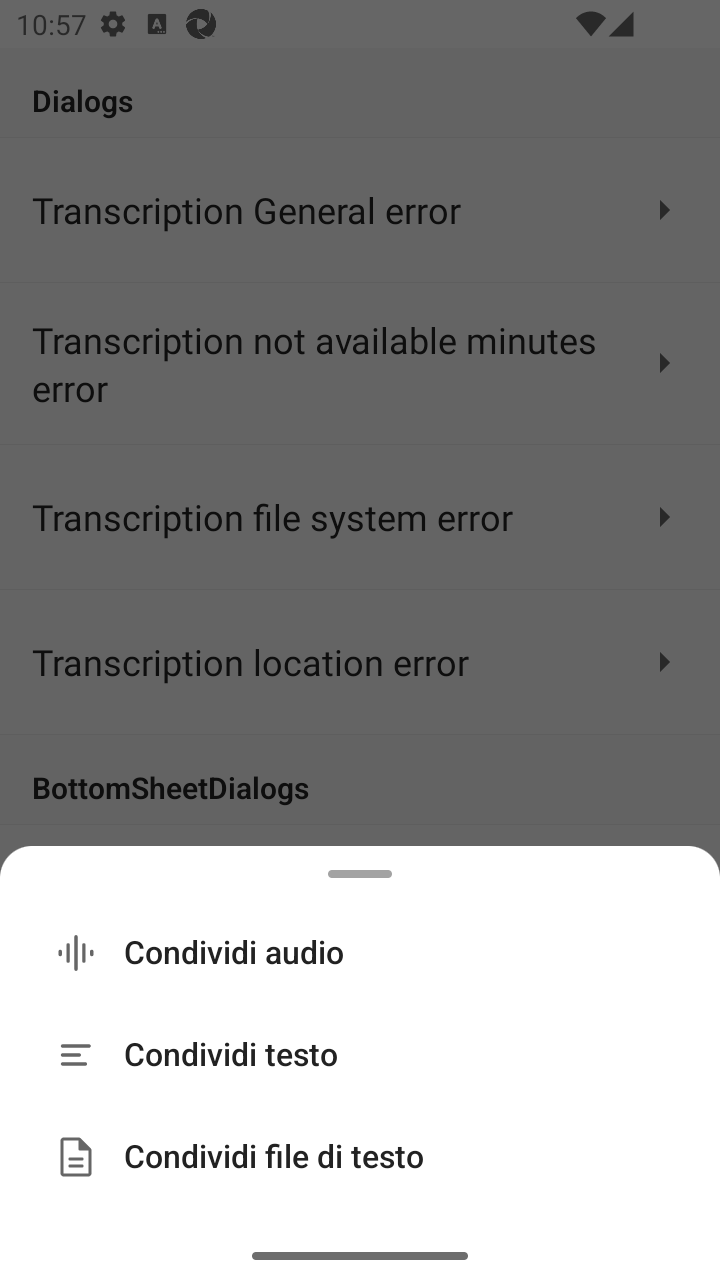 10:57
Dialogs
Transcription General error
Transcription not available minutes
error
Transcription file system error
Transcription location error
BottomSheetDialogs
Condividi audio
Condividi testo
Condividi file di testo